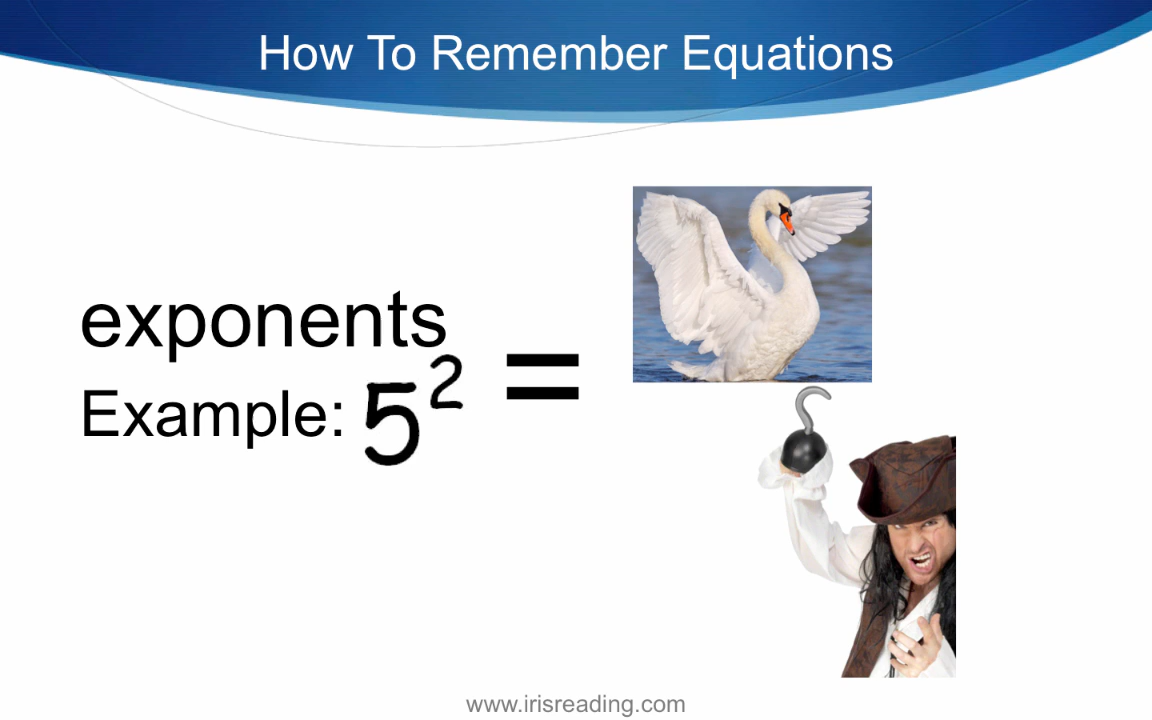 How To Remember Equations
exponents
Example: 5²
=
www.irisreading.com